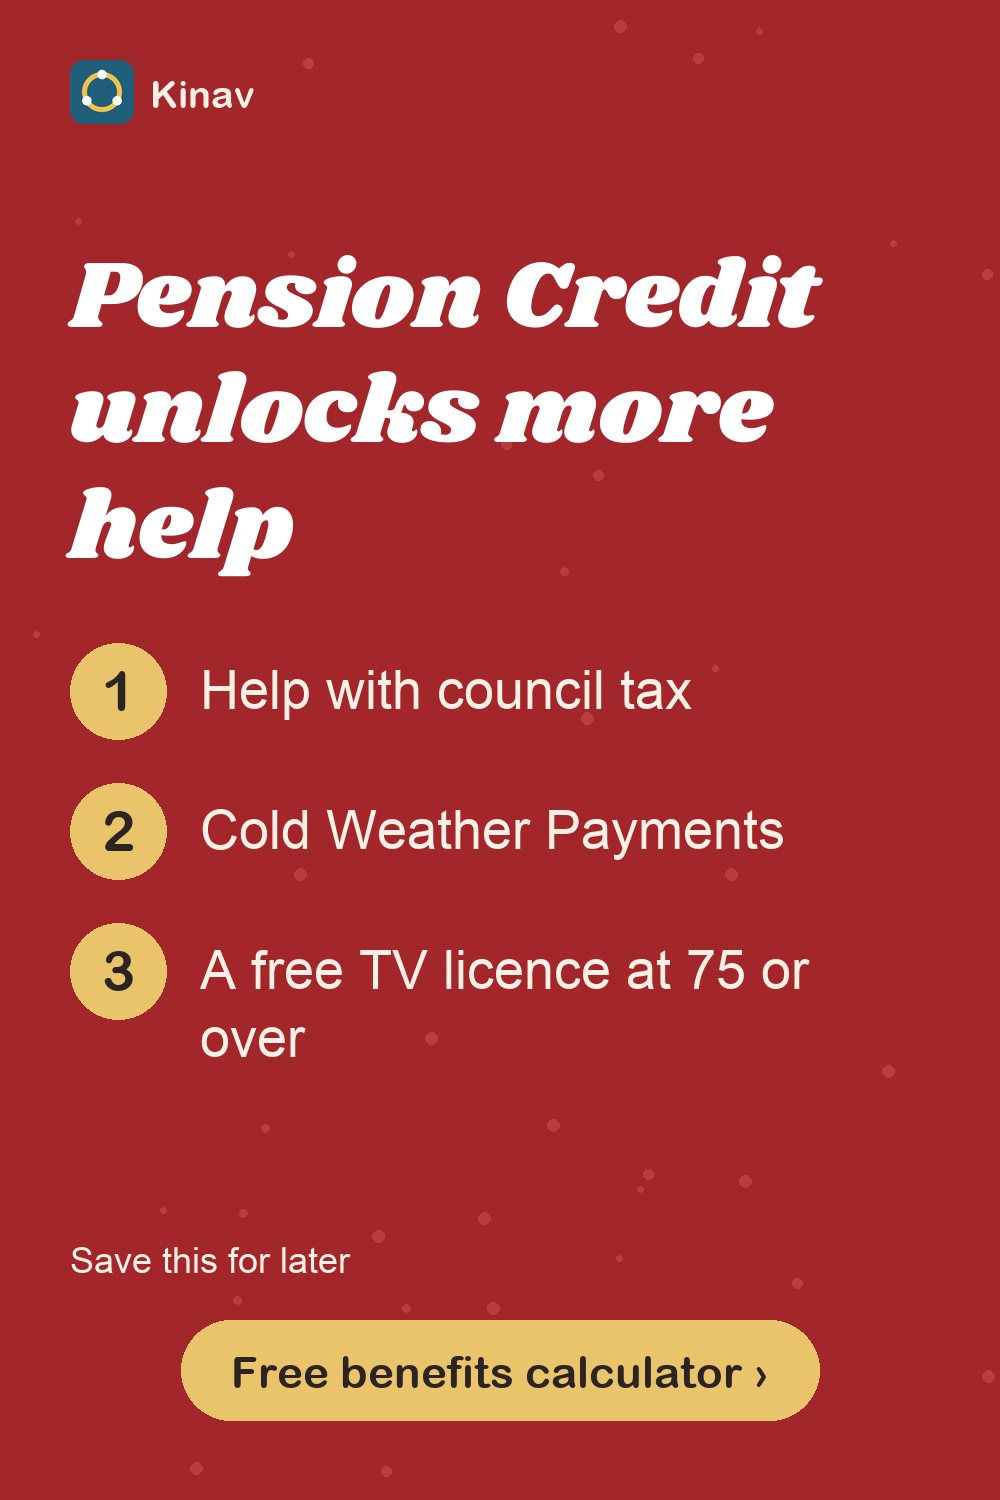 Kinav
Pension Credit
unlocks more
help
1 Help with council tax
2 Cold Weather Payments
3 A free TV licence at 75 or
over
Save this for later
Free benefits calculator ›